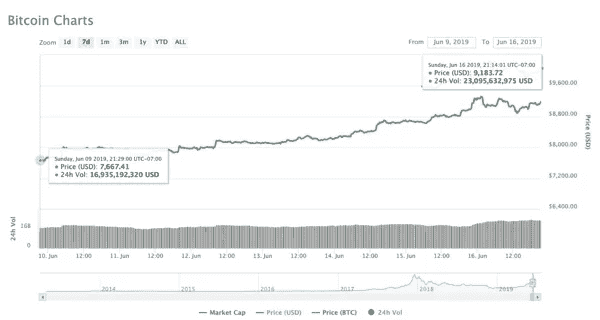 Bitcoin Charts
Zoom 1d 7d 1m 3m 1y YTD ALL
From Jun 9, 2019 To Jun 16, 2019
Sunday, Jun 16 2019, 21:14:01 UTC-07:00
Price (USD): 9,183.72
24h Vol: 23,095,632,975 USD
$9,600.00
$8,800.00
$8,000.00
$7,200.00
$6,400.00
Price (USD)
Sunday, Jun 09 2019, 21:29:00 UTC-07:00
Price (USD): 7,667.41
24h Vol: 16,935,192,320 USD
24h Vol
16B
0
10. Jun 12:00 11. Jun 12:00 12. Jun 12:00 13. Jun 12:00 14. Jun 12:00 15. Jun 12:00 16. Jun 12:00
2014 2015 2016 2017 2018 2019
Market Cap Price (USD) Price (BTC) 24h Vol